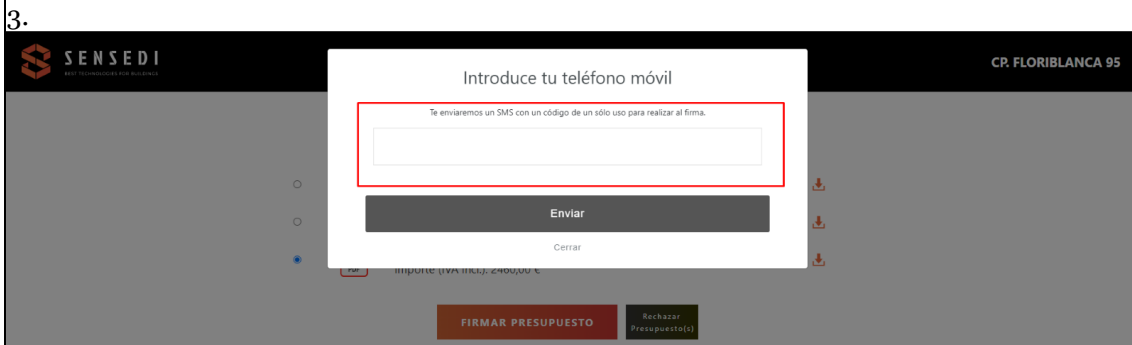 3.
SENSEDI
BEST TECHNOLOGIES FOR BUILDINGS
CP. FLORIBLANCA 95
Introduce tu teléfono móvil
Te enviaremos un SMS con un código de un sólo uso para realizar al firma.
Enviar
Cerrar
PDF
Importe (IVA incl.): 2460,00 €
FIRMAR PRESUPUESTO
Rechazar
Presupuesto(s)